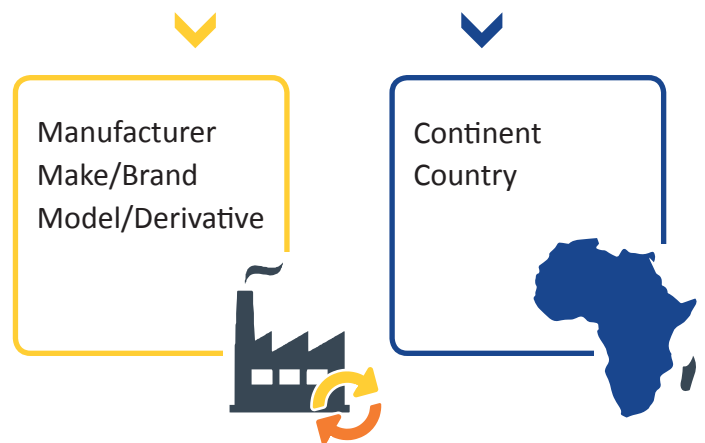 Manufacturer
Make/Brand
Model/Derivative
Continent
Country